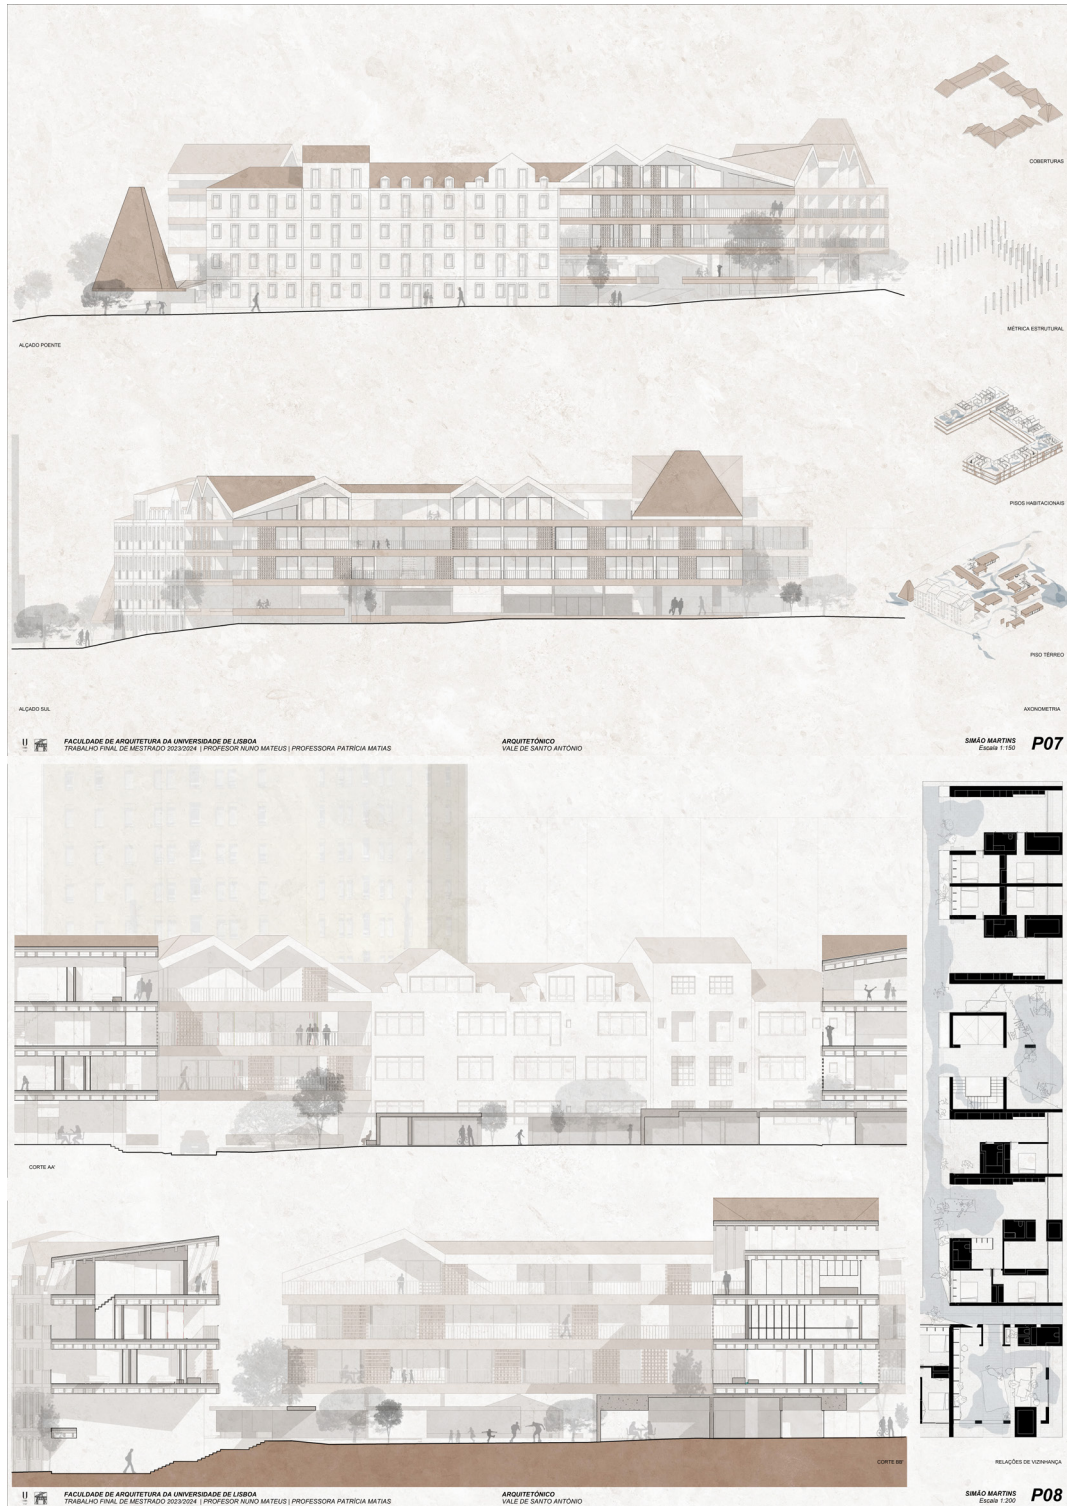 COBERTURAS
MÉTRICA ESTRUTURAL
ALÇADO POENTE
PISOS HABITACIONAIS
PISO TÉRREO
ALÇADO SUL
AXONOMETRIA
FACULDADE DE ARQUITETURA DA UNIVERSIDADE DE LISBOA
TRABALHO FINAL DE MESTRADO 2023/2024 | PROFESOR NUNO MATEUS | PROFESSORA PATRÍCIA MATIAS
ARQUITETÓNICO
VALE DE SANTO ANTÓNIO
SIMÃO MARTINS
Escala 1:150
P07
CORTE AA'
CORTE BB'
RELAÇÕES DE VIZINHANÇA
FACULDADE DE ARQUITETURA DA UNIVERSIDADE DE LISBOA
TRABALHO FINAL DE MESTRADO 2023/2024 | PROFESOR NUNO MATEUS | PROFESSORA PATRÍCIA MATIAS
ARQUITETÓNICO
VALE DE SANTO ANTÓNIO
SIMÃO MARTINS
Escala 1:200
P08